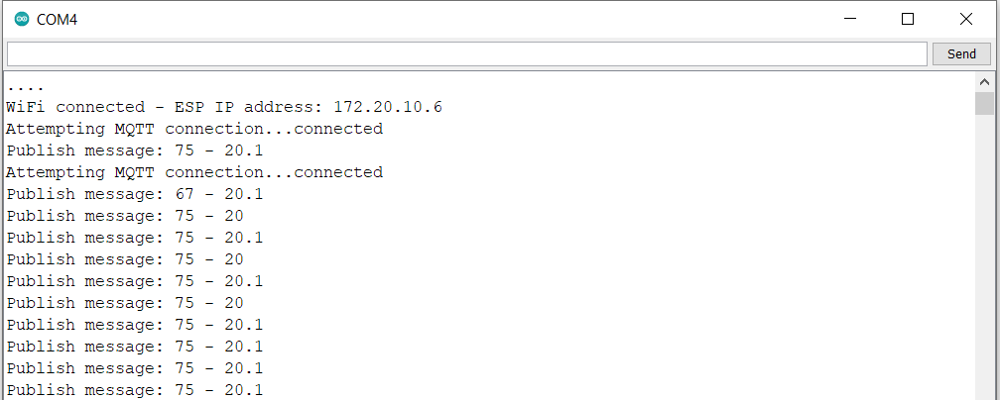 COM4
Send
....
WiFi connected - ESP IP address: 172.20.10.6
Attempting MQTT connection...connected
Publish message: 75 - 20.1
Attempting MQTT connection...connected
Publish message: 67 - 20.1
Publish message: 75 - 20
Publish message: 75 - 20.1
Publish message: 75 - 20
Publish message: 75 - 20.1
Publish message: 75 - 20
Publish message: 75 - 20.1
Publish message: 75 - 20.1
Publish message: 75 - 20.1
Publish message: 75 - 20.1